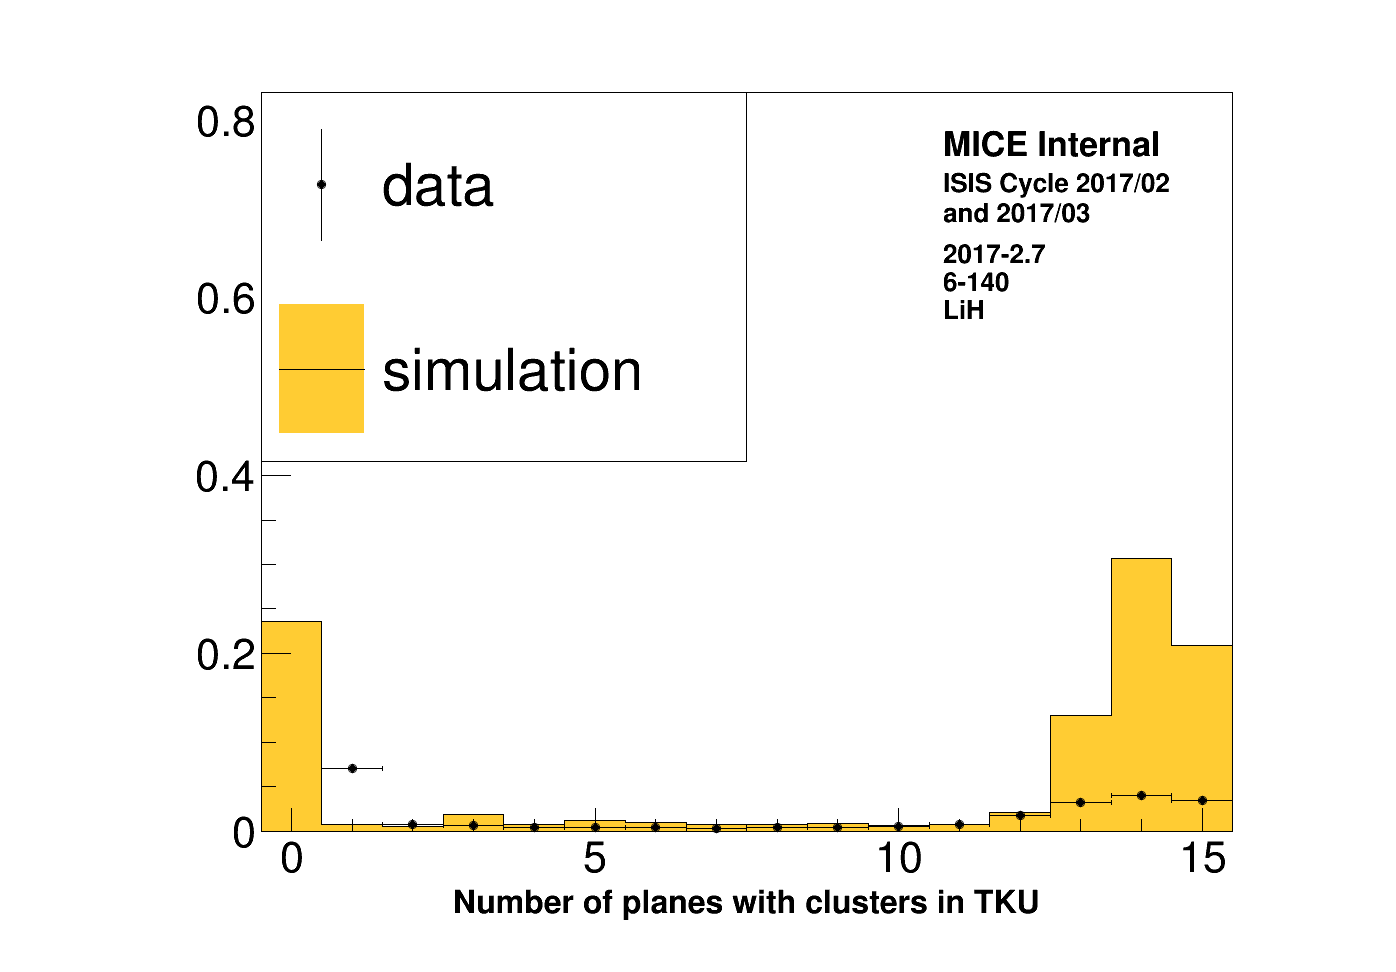 0.8
0.6
0.4
0.2
0
data
simulation
MICE Internal
ISIS Cycle 2017/02
and 2017/03
2017-2.7
6-140
LiH
0 5 10 15
Number of planes with clusters in TKU